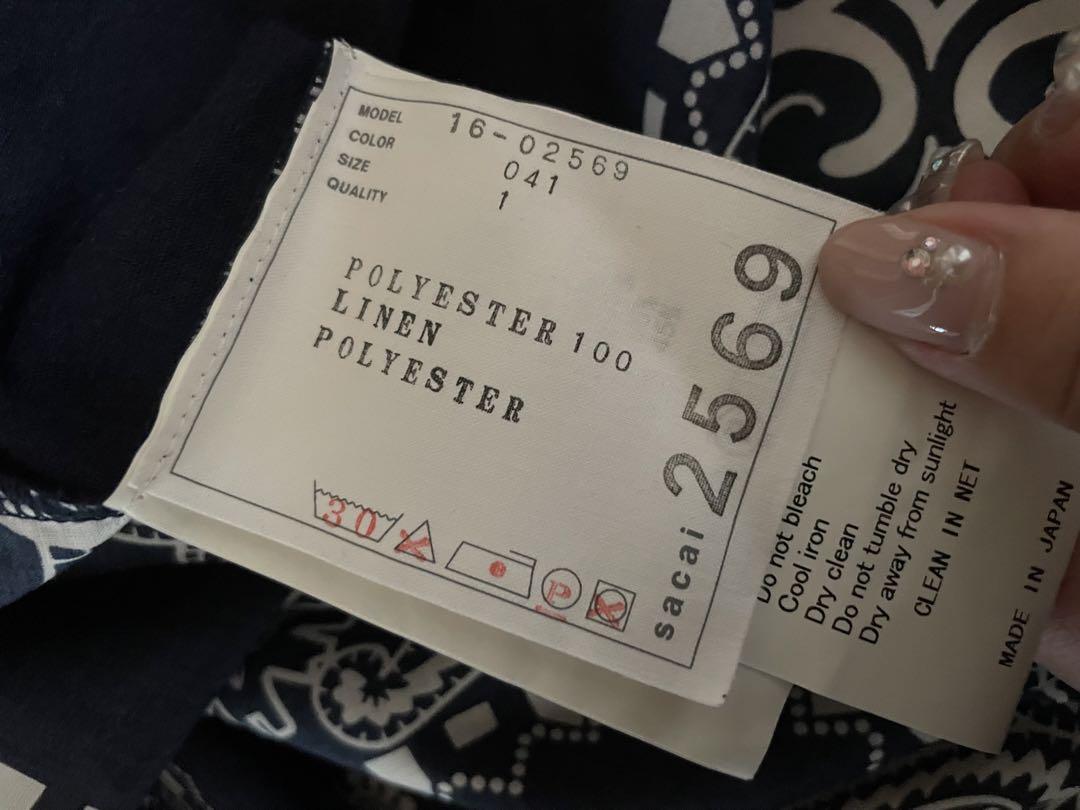 MODEL 16-02569
COLOR 041
SIZE 1
QUALITY
POLYESTER 100
LINEN
POLYESTER
30
P
sacai 2569
Do not bleach
Cool iron
Dry clean
Do not tumble dry
Dry away from sunlight
CLEAN IN NET
MADE IN JAPAN